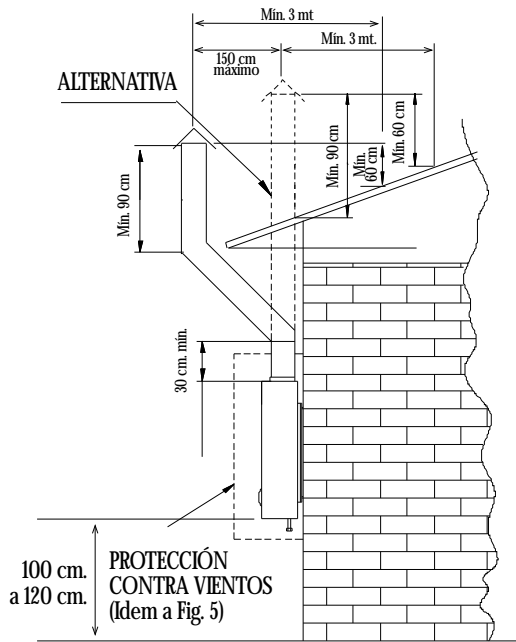 Mín. 3 mt
Mín. 3 mt.
150 cm
máximo
ALTERNATIVA
Mín. 90 cm
Mín. 90 cm
Mín.
60 cm
Mín. 60 cm
30 cm. mín.
100 cm.
a 120 cm.
PROTECCIÓN
CONTRA VIENTOS
(Idem a Fig. 5)